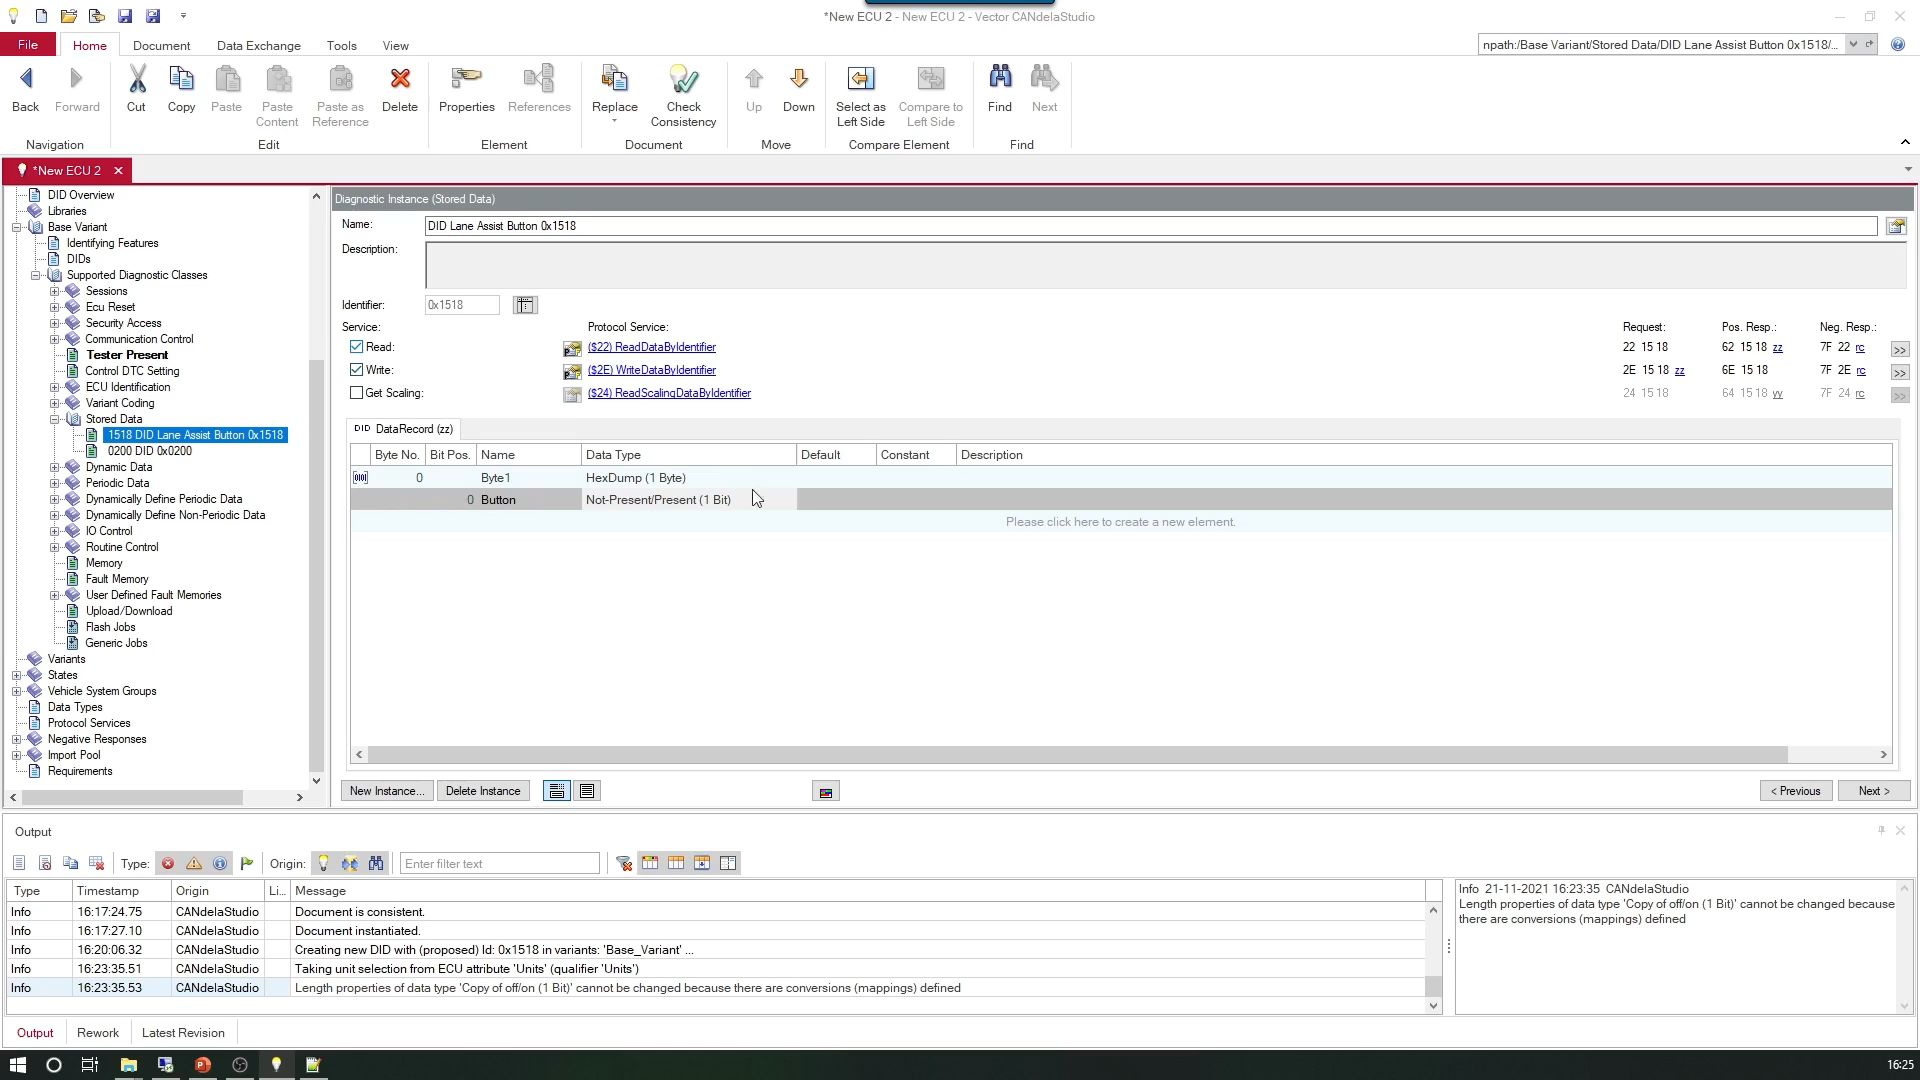 *New ECU 2 - New ECU 2 - Vector CANdelaStudio
File
Home
Document
Data Exchange
Tools
View
npath:/Base Variant/Stored Data/DID Lane Assist Button 0x1518/...
Back
Forward
Cut
Copy
Paste
Paste Content
Paste as Reference
Delete
Properties
References
Replace
Check Consistency
Up
Down
Select as Left Side
Compare to Left Side
Find
Next
Navigation
Edit
Element
Document
Move
Compare Element
Find
*New ECU 2
DID Overview
Libraries
Base Variant
Identifying Features
DIDs
Supported Diagnostic Classes
Sessions
Ecu Reset
Security Access
Communication Control
Tester Present
Control DTC Setting
ECU Identification
Variant Coding
Stored Data
1518 DID Lane Assist Button 0x1518
0200 DID 0x0200
Dynamic Data
Periodic Data
Dynamically Define Periodic Data
Dynamically Define Non-Periodic Data
IO Control
Routine Control
Memory
Fault Memory
User Defined Fault Memories
Upload/Download
Flash Jobs
Generic Jobs
Variants
States
Vehicle System Groups
Data Types
Protocol Services
Negative Responses
Import Pool
Requirements
Diagnostic Instance (Stored Data)
Name: DID Lane Assist Button 0x1518
Description:
Identifier: 0x1518
Service: Protocol Service: Request: Pos. Resp.: Neg. Resp.:
Read: ($22) ReadDataByIdentifier 22 15 18 62 15 18 zz 7F 22 rc >>
Write: ($2E) WriteDataByIdentifier 2E 15 18 zz 6E 15 18 7F 2E rc >>
Get Scaling: ($24) ReadScalingDataByIdentifier 24 15 18 64 15 18 yy 7F 24 rc >>
DID DataRecord (zz)
Byte No. Bit Pos. Name Data Type Default Constant Description
0 Byte1 HexDump (1 Byte)
0 Button Not-Present/Present (1 Bit)
Please click here to create a new element.
New Instance...
Delete Instance
< Previous
Next >
Output
Type:
Origin:
Enter filter text
Type Timestamp Origin Li... Message
Info 16:17:24.75 CANdelaStudio Document is consistent.
Info 16:17:27.10 CANdelaStudio Document instantiated.
Info 16:20:06.32 CANdelaStudio Creating new DID with (proposed) Id: 0x1518 in variants: 'Base_Variant' ...
Info 16:23:35.51 CANdelaStudio Taking unit selection from ECU attribute 'Units' (qualifier 'Units')
Info 16:23:35.53 CANdelaStudio Length properties of data type 'Copy of off/on (1 Bit)' cannot be changed because there are conversions (mappings) defined
Info 21-11-2021 16:23:35 CANdelaStudio
Length properties of data type 'Copy of off/on (1 Bit)' cannot be changed because
there are conversions (mappings) defined
Output
Rework
Latest Revision
16:25